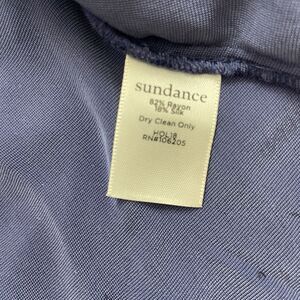 sundance
82% Rayon
18% Silk
Dry Clean Only
HOL18
RN#106205